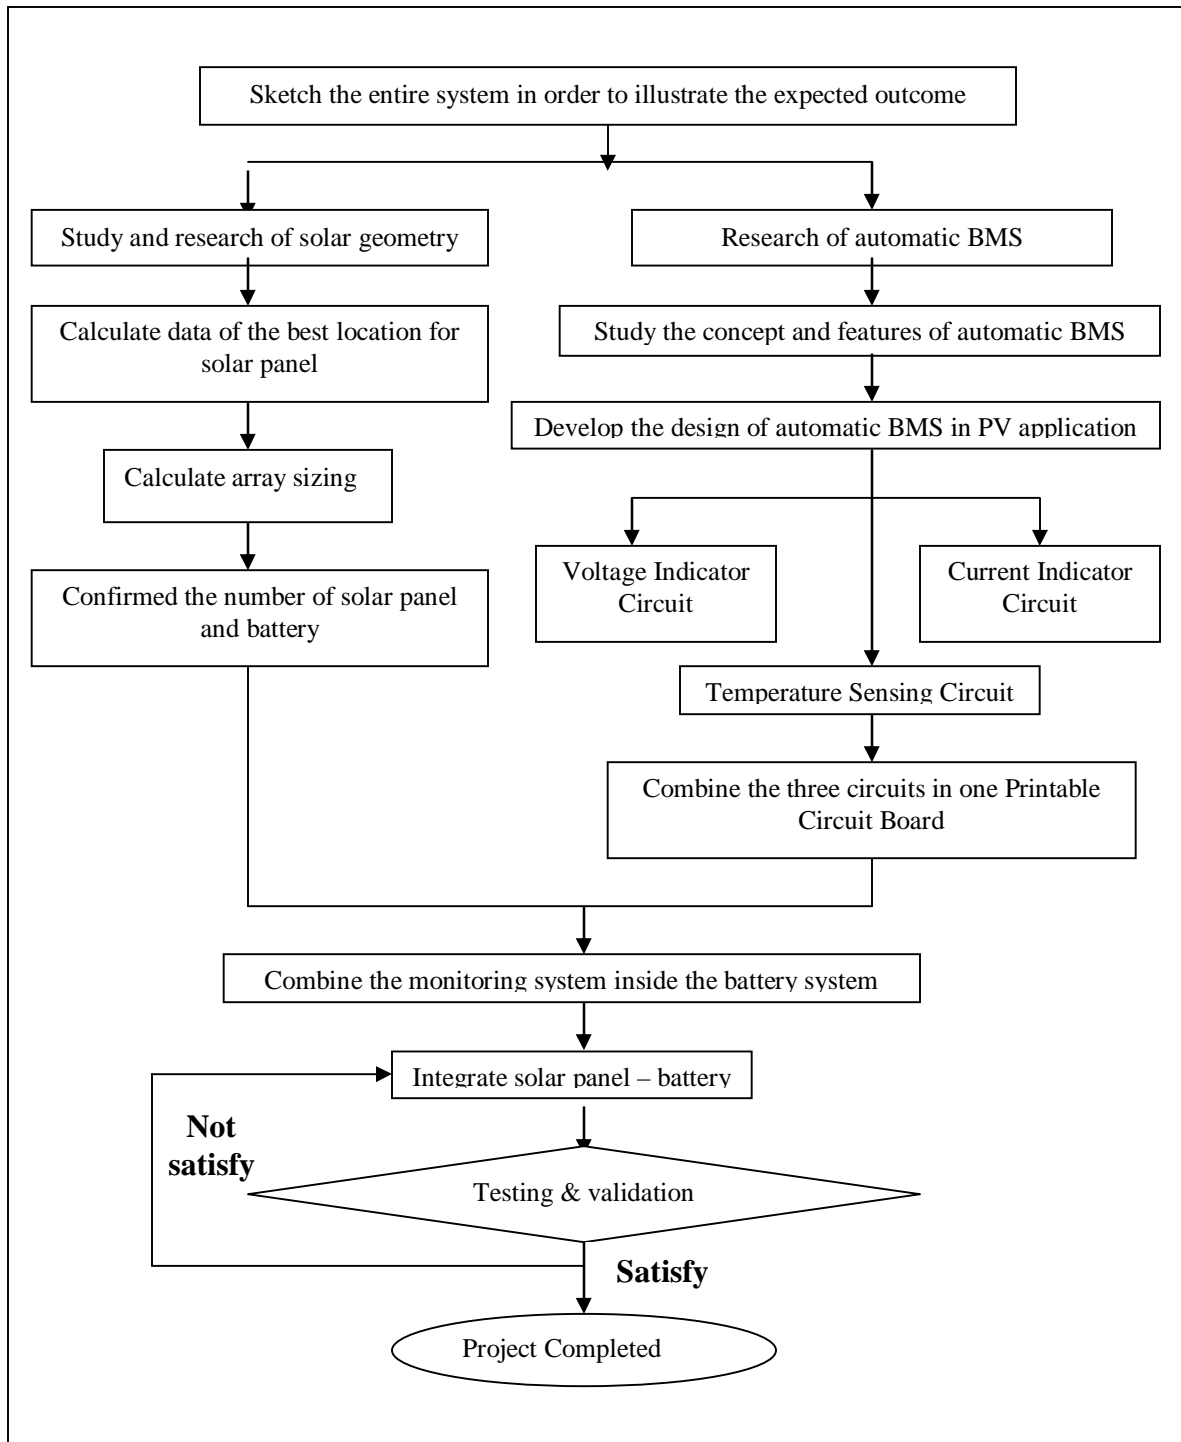 Sketch the entire system in order to illustrate the expected outcome
Study and research of solar geometry
Research of automatic BMS
Calculate data of the best location for
solar panel
Study the concept and features of automatic BMS
Develop the design of automatic BMS in PV application
Calculate array sizing
Voltage Indicator
Circuit
Current Indicator
Circuit
Confirmed the number of solar panel
and battery
Temperature Sensing Circuit
Combine the three circuits in one Printable
Circuit Board
Combine the monitoring system inside the battery system
Integrate solar panel – battery
Not
satisfy
Testing & validation
Satisfy
Project Completed